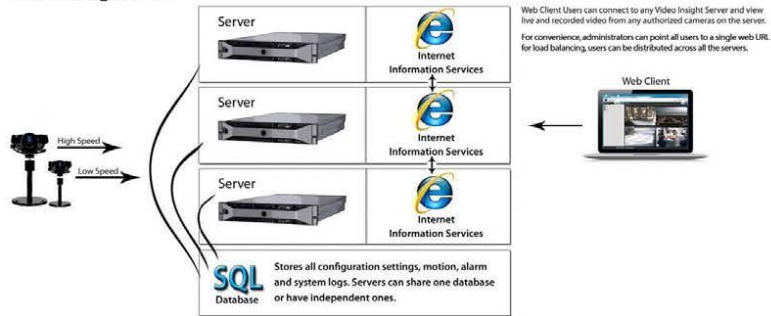 Server
Internet
Information Services
Server
Internet
Information Services
Server
Internet
Information Services
SQL
Database
Stores all configuration settings, motion, alarm
and system logs. Servers can share one database
or have independent ones.
High Speed
Low Speed
Web Client Users can connect to any Video Insight Server and view
live and recorded video from any authorized cameras on the server.
For convenience, administrators can point all users to a single web URL
for load balancing, users can be distributed across all the servers.
Web Client